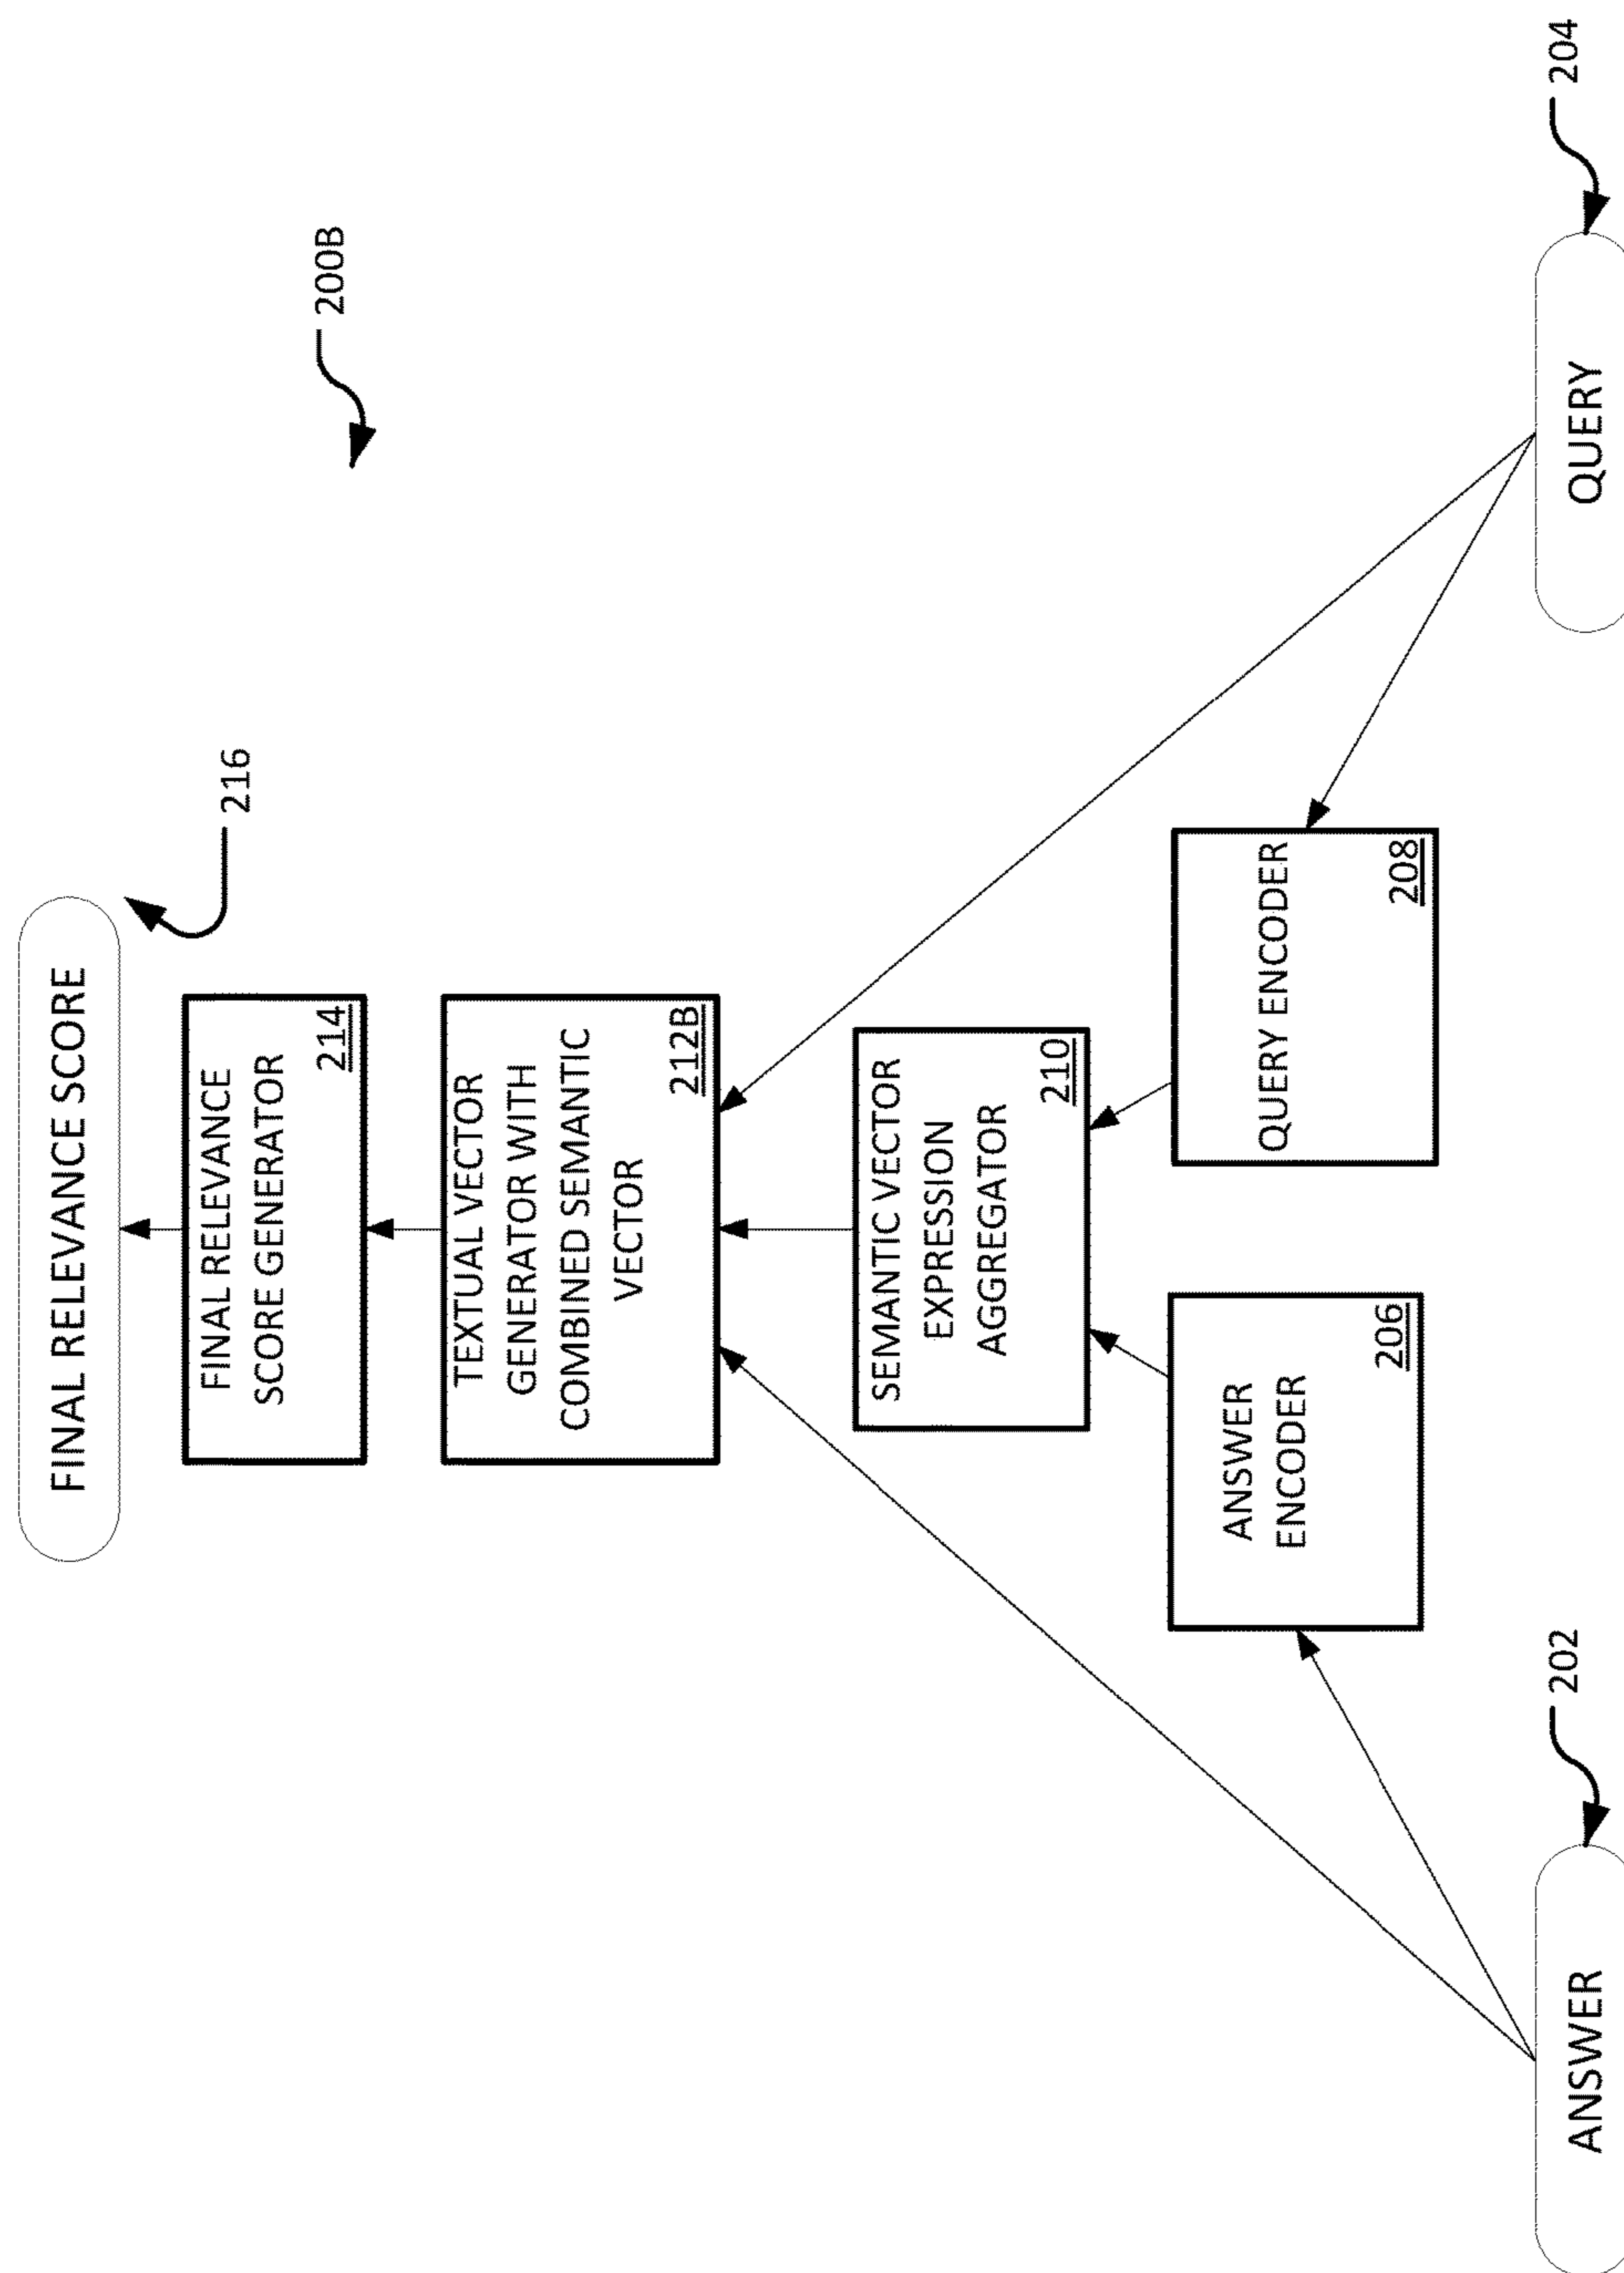 FINAL RELEVANCE SCORE
216
FINAL RELEVANCE
SCORE GENERATOR
214
200B
TEXTUAL VECTOR
GENERATOR WITH
COMBINED SEMANTIC
VECTOR
212B
SEMANTIC VECTOR
EXPRESSION
AGGREGATOR
210
ANSWER
ENCODER
206
QUERY ENCODER
208
202
ANSWER
204
QUERY